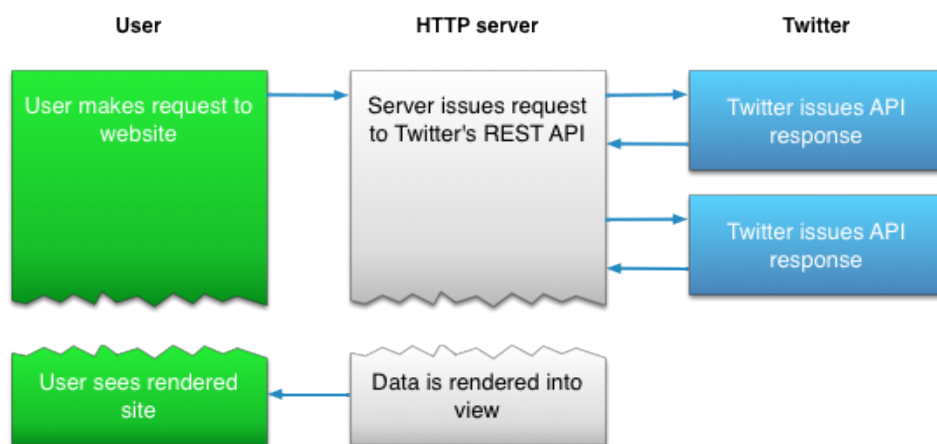 User
HTTP server
Twitter
User makes request to
website
Server issues request
to Twitter's REST API
Twitter issues API
response
Twitter issues API
response
User sees rendered
site
Data is rendered into
view